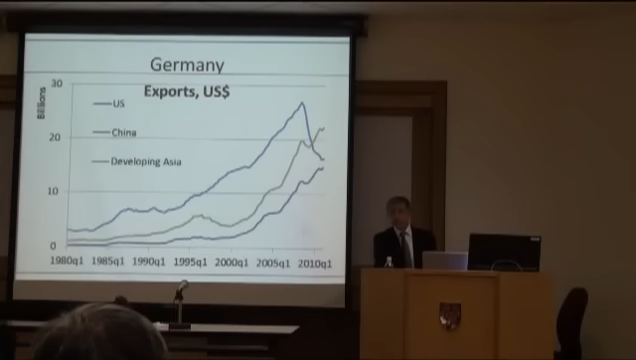 Germany
Exports, US$
Billions
30
20
10
0
US
China
Developing Asia
1980q1 1985q1 1990q1 1995q1 2000q1 2005q1 2010q1